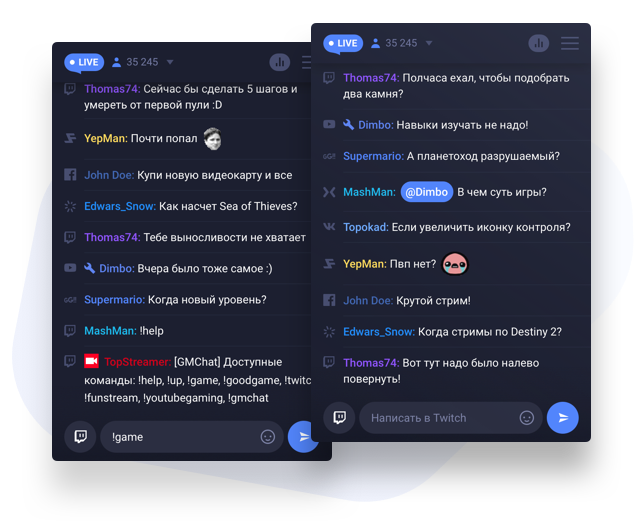 LIVE 35 245
Thomas74: Сейчас бы сделать 5 шагов и
умереть от первой пули :D
YepMan: Почти попал
John Doe: Купи новую видеокарту и все
Edwars_Snow: Как насчет Sea of Thieves?
Thomas74: Тебе выносливости не хватает
Dimbo: Вчера было тоже самое :)
GG Supermario: Когда новый уровень?
MashMan: !help
TopStreamer: [GMChat] Доступные
команды: !help, !up, !game, !goodgame, !twitc
!funstream, !youtubegaming, !gmchat
!game
LIVE 35 245
Thomas74: Полчаса ехал, чтобы подобрать
два камня?
Dimbo: Навыки изучать не надо!
GG Supermario: А планетоход разрушаемый?
MashMan: @Dimbo В чем суть игры?
Topokad: Если увеличить иконку контроля?
YepMan: Пвп нет?
John Doe: Крутой стрим!
Edwars_Snow: Когда стримы по Destiny 2?
Thomas74: Вот тут надо было налево
повернуть!
Написать в Twitch